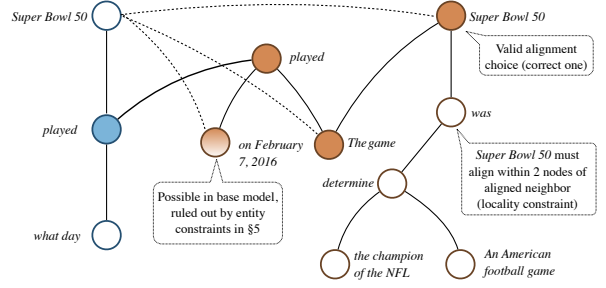 Super Bowl 50
Super Bowl 50
Valid alignment
choice (correct one)
played
played
on February
7, 2016
The game
was
Super Bowl 50 must
align within 2 nodes of
aligned neighbor
(locality constraint)
determine
Possible in base model,
ruled out by entity
constraints in §5
what day
the champion
of the NFL
An American
football game